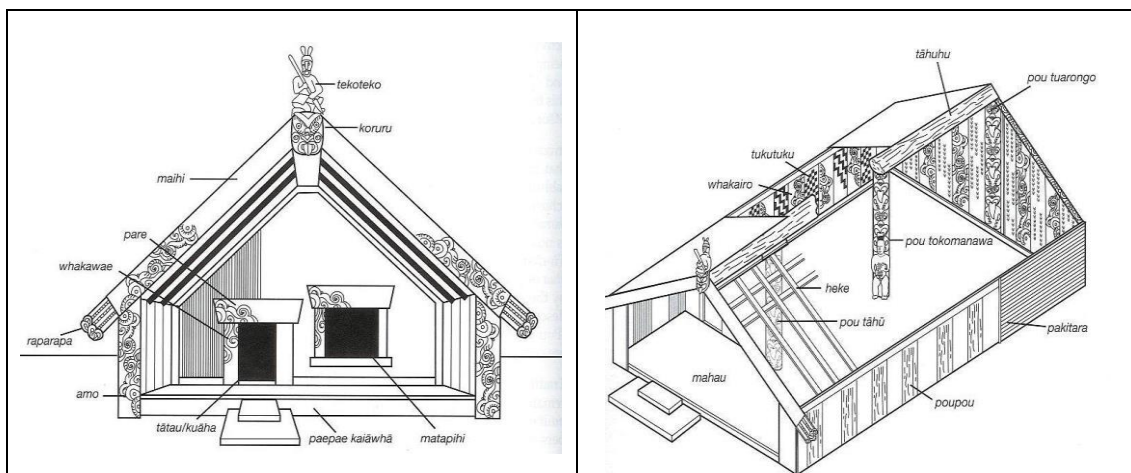 tekoteko
koruru
maihi
pare
whakawae
raparapa
amo
tātau/kuāha
paepae kaiāwhā
matapihi
tāhuhu
pou tuarongo
tukutuku
whakairo
pou tokomanawa
heke
pou tāhū
pakitara
mahau
poupou